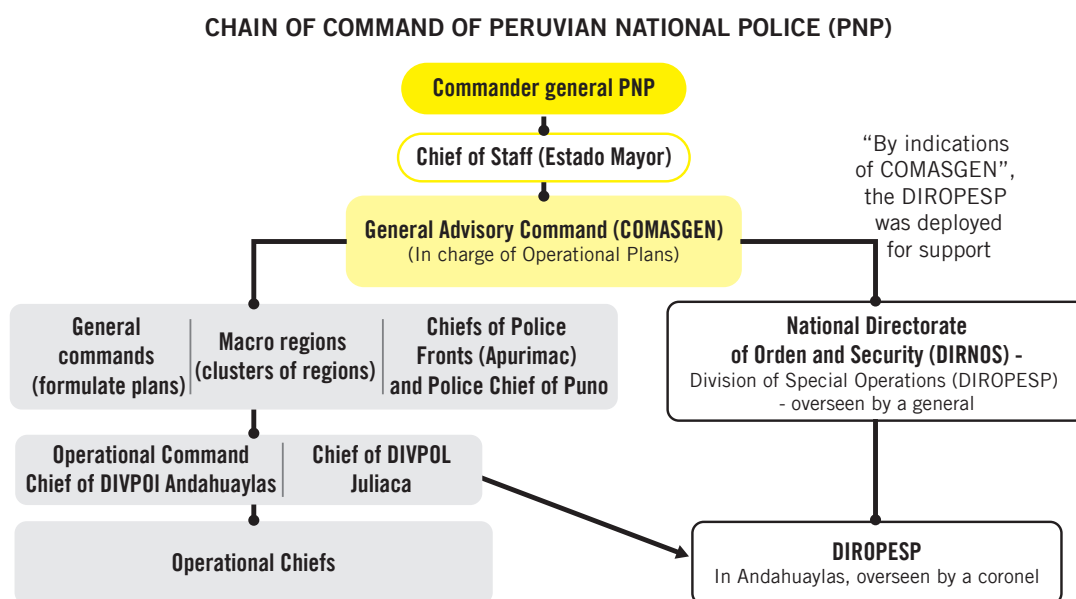 CHAIN OF COMMAND OF PERUVIAN NATIONAL POLICE (PNP)
Commander general PNP
Chief of Staff (Estado Mayor)
“By indications
of COMASGEN”,
the DIROPESP
was deployed
for support
General Advisory Command (COMASGEN)
(In charge of Operational Plans)
General
commands
(formulate plans)
Macro regions
(clusters of regions)
Chiefs of Police
Fronts (Apurimac)
and Police Chief of Puno
National Directorate
of Orden and Security (DIRNOS) -
Division of Special Operations (DIROPESP)
- overseen by a general
Operational Command
Chief of DIVPOI Andahuaylas
Chief of DIVPOL
Juliaca
Operational Chiefs
DIROPESP
In Andahuaylas, overseen by a coronel